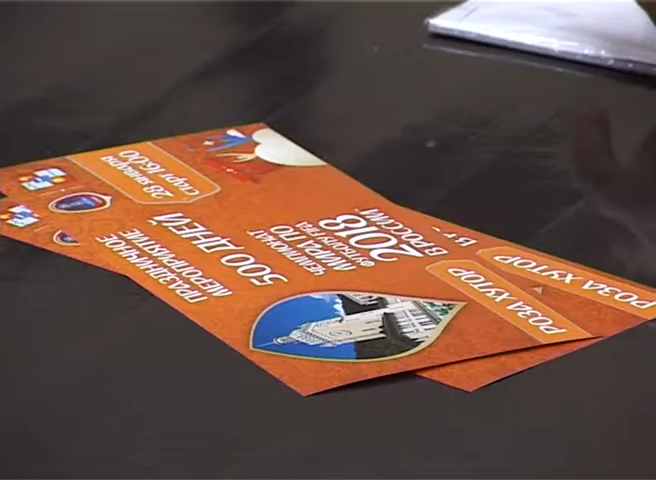 28 ЯНВАРЯ
СТАРТ 16:00
ПРАЗДНИЧНОЕ
МЕРОПРИЯТИЕ
500 ДНЕЙ
ЧЕМПИОНАТ
МИРА ПО
ФУТБОЛУ FIFA
2018
В РОССИИ
РОЗА ХУТОР
РОЗА ХУТОР